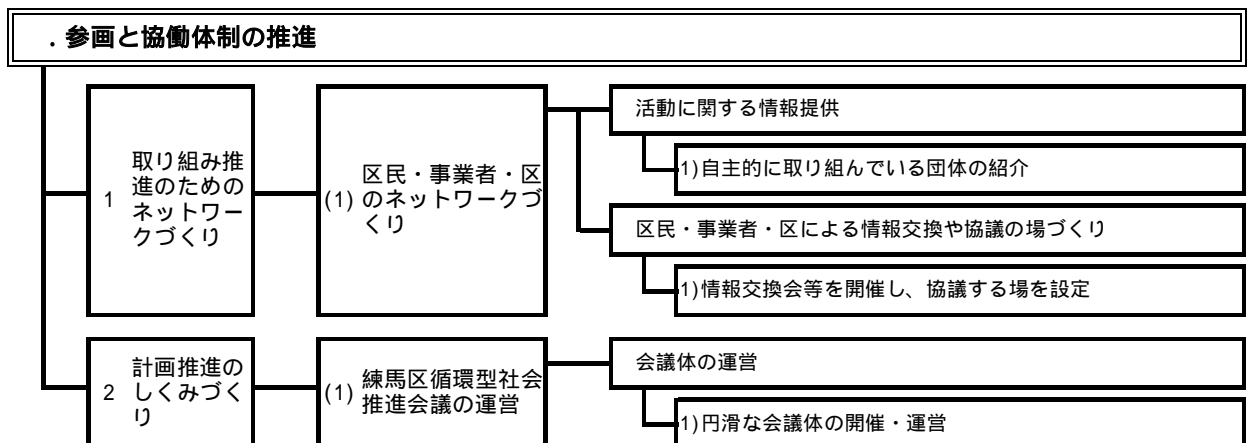 ．参画と協働体制の推進
1
取り組み推
進のための
ネットワー
クづくり
(1)
区民・事業者・区
のネットワークづ
くり
活動に関する情報提供
1)自主的に取り組んでいる団体の紹介
区民・事業者・区による情報交換や協議の場づくり
1)情報交換会等を開催し、協議する場を設定
2
計画推進の
しくみづく
り
(1)
練馬区循環型社会
推進会議の運営
会議体の運営
1)円滑な会議体の開催・運営